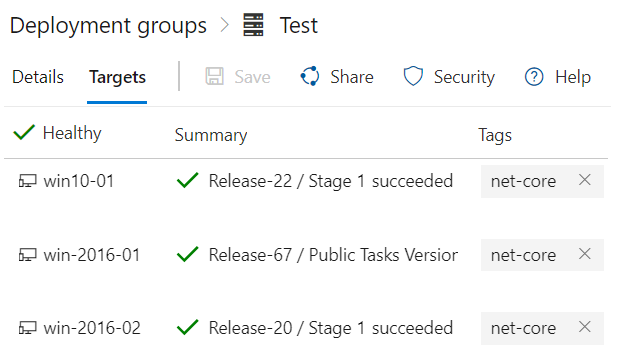 Deployment groups > Test
Details Targets Save Share Security Help
Healthy Summary Tags
win10-01 Release-22 / Stage 1 succeeded net-core
win-2016-01 Release-67 / Public Tasks Version net-core
win-2016-02 Release-20 / Stage 1 succeeded net-core